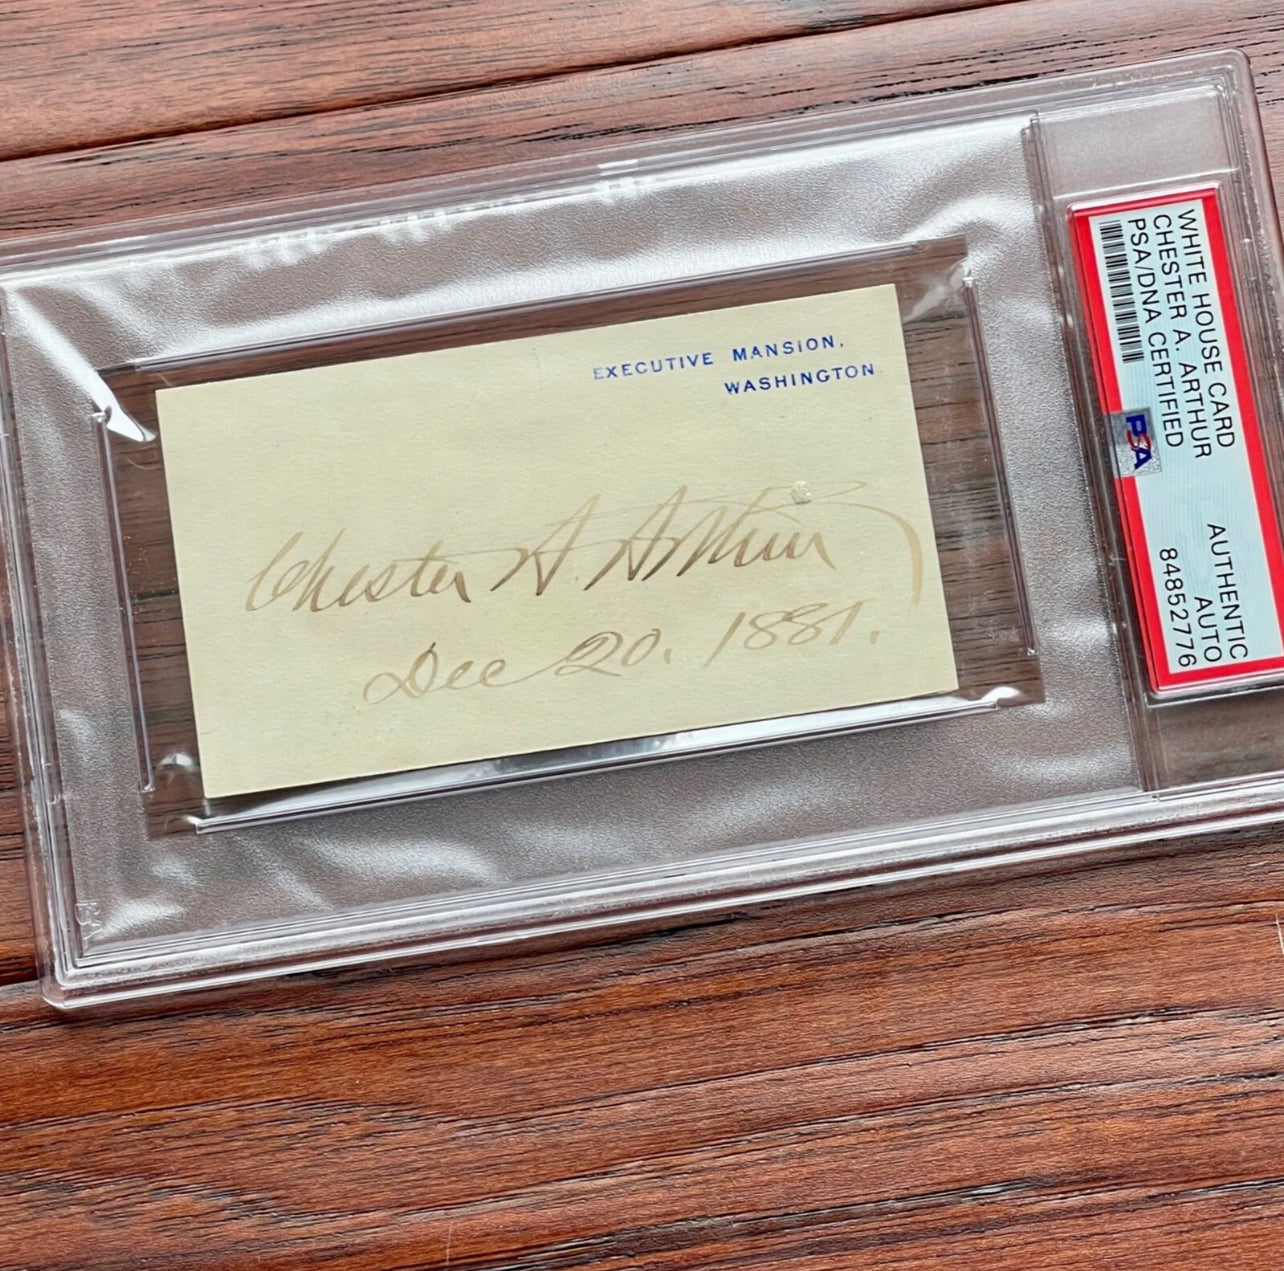 EXECUTIVE MANSION,
WASHINGTON
Chester A. Arthur
Dec 20. 1881.
WHITE HOUSE CARD
CHESTER A. ARTHUR
PSA/DNA CERTIFIED
AUTHENTIC
AUTO
84852776
PSA